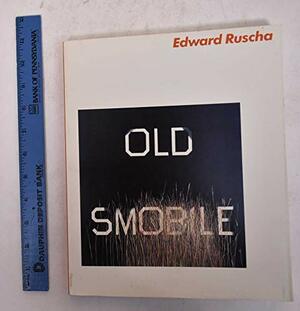 Edward Ruscha
OLD
SMOBILE
BANK OF PENNSYLVANIA
DAUPHIN DEPOSIT BANK